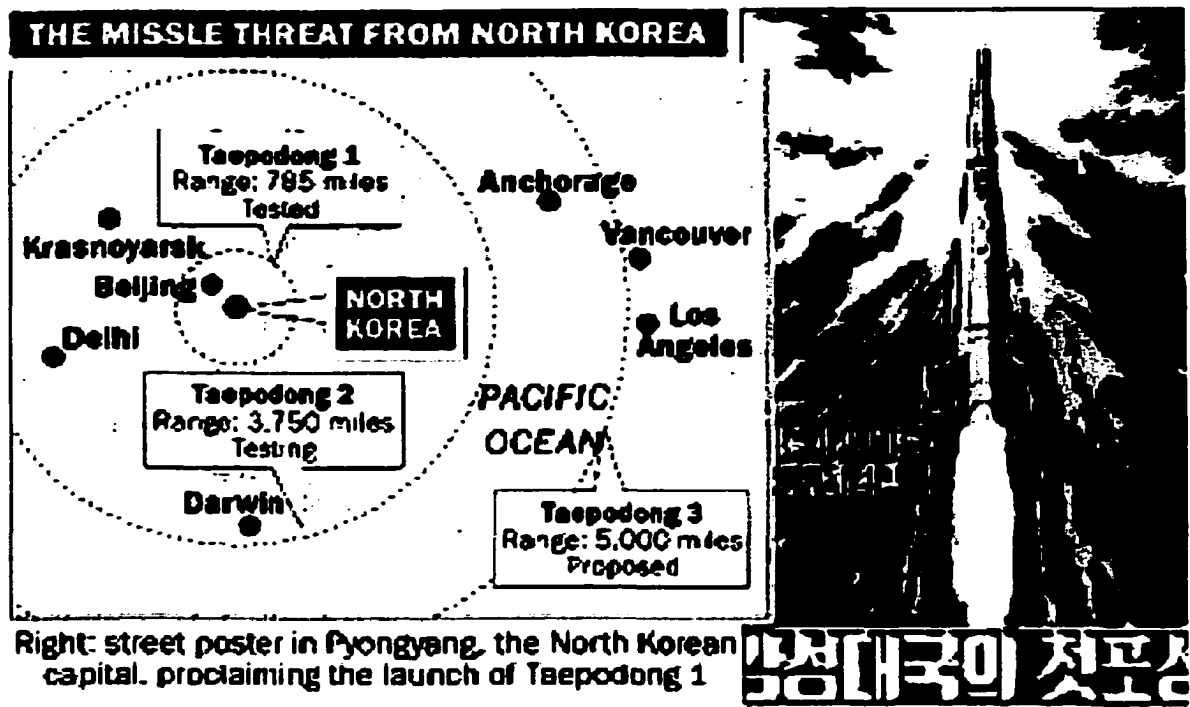 THE MISSLE THREAT FROM NORTH KOREA
Taepodong 1
Range: 785 miles
Tested
Anchorage
Vancouver
Krasnoyarsk
Beijing
NORTH
KOREA
Delhi
Los
Angeles
Taepodong 2
Range: 3,750 miles
Testing
PACIFIC
OCEAN
Darwin
Taepodong 3
Range: 5,000 miles
Proposed
Right: street poster in Pyongyang, the North Korean
capital, proclaiming the launch of Taepodong 1
강성대국의 첫포성